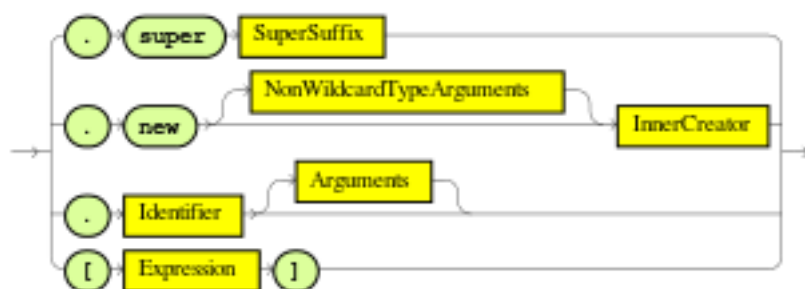 . super SuperSuffix
NonWildcardTypeArguments
. new InnerCreator
Arguments
. Identifier
[ Expression ]